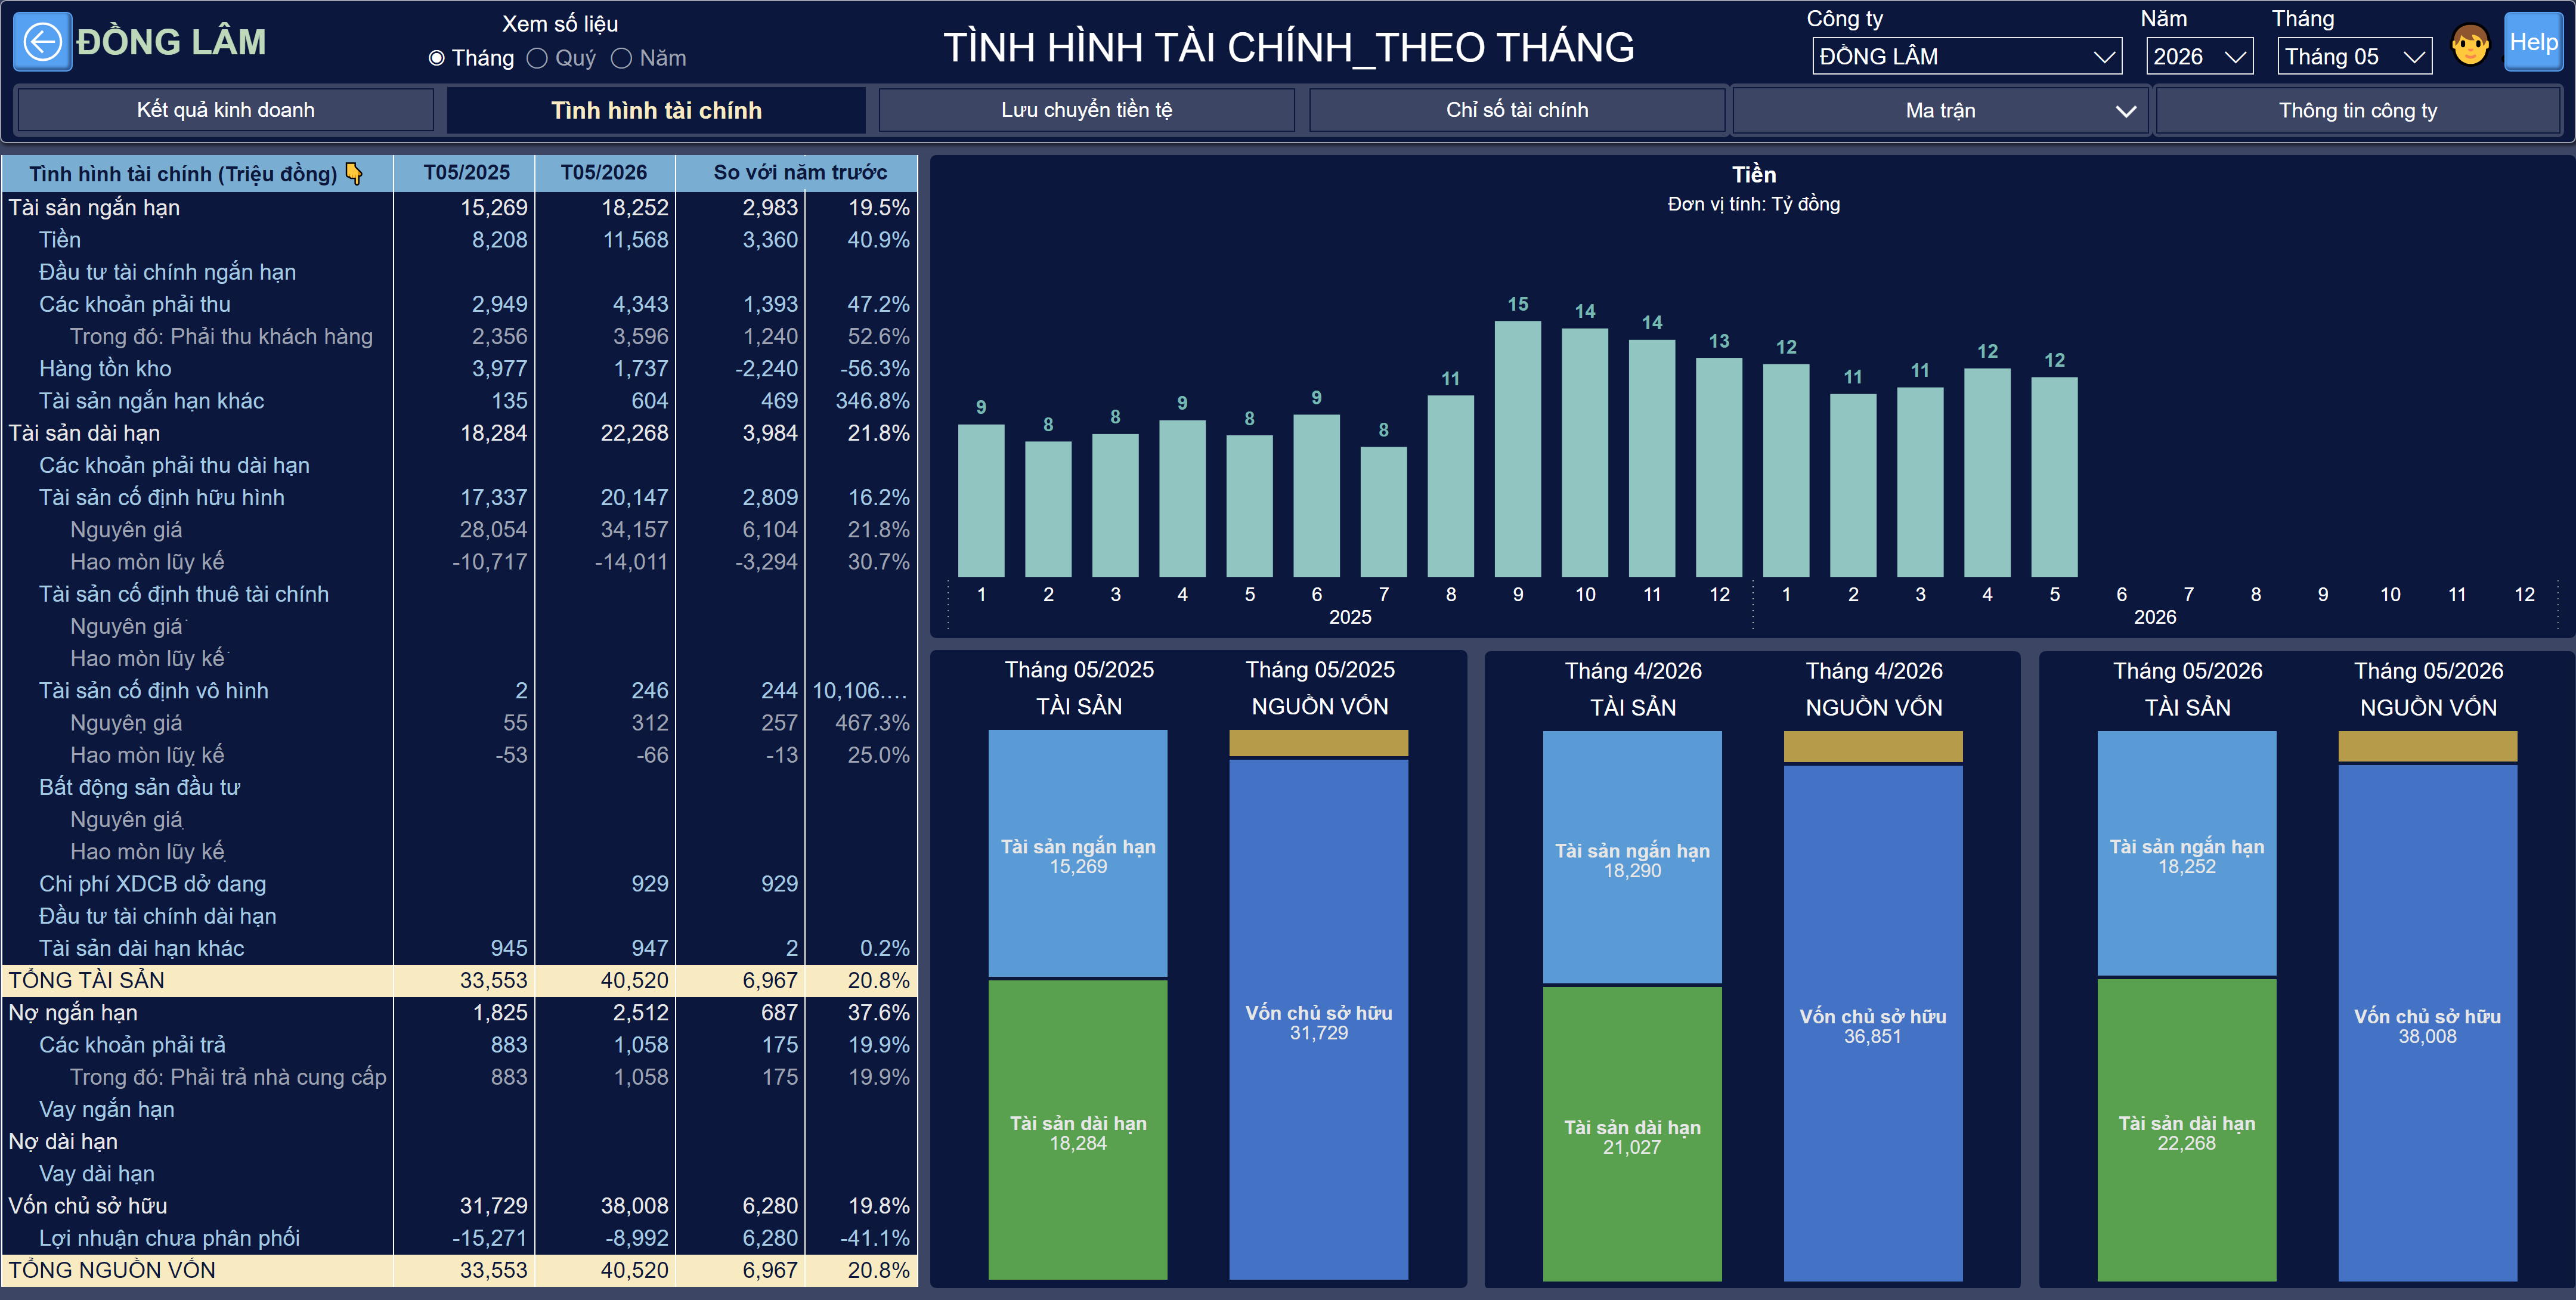 ĐỒNG LÂM
Xem số liệu
Tháng Quý Năm
TÌNH HÌNH TÀI CHÍNH_THEO THÁNG
Công ty Năm Tháng
ĐỒNG LÂM 2026 Tháng 05 Help
Kết quả kinh doanh Tình hình tài chính Lưu chuyển tiền tệ Chỉ số tài chính Ma trận Thông tin công ty
Tình hình tài chính (Triệu đồng) T05/2025 T05/2026 So với năm trước
Tài sản ngắn hạn 15,269 18,252 2,983 19.5%
Tiền 8,208 11,568 3,360 40.9%
Đầu tư tài chính ngắn hạn
Các khoản phải thu 2,949 4,343 1,393 47.2%
Trong đó: Phải thu khách hàng 2,356 3,596 1,240 52.6%
Hàng tồn kho 3,977 1,737 -2,240 -56.3%
Tài sản ngắn hạn khác 135 604 469 346.8%
Tài sản dài hạn 18,284 22,268 3,984 21.8%
Các khoản phải thu dài hạn
Tài sản cố định hữu hình 17,337 20,147 2,809 16.2%
Nguyên giá 28,054 34,157 6,104 21.8%
Hao mòn lũy kế -10,717 -14,011 -3,294 30.7%
Tài sản cố định thuê tài chính
Nguyên giá
Hao mòn lũy kế
Tài sản cố định vô hình 2 246 244 10,106....
Nguyên giá 55 312 257 467.3%
Hao mòn lũy kế -53 -66 -13 25.0%
Bất động sản đầu tư
Nguyên giá
Hao mòn lũy kế
Chi phí XDCB dở dang 929 929
Đầu tư tài chính dài hạn
Tài sản dài hạn khác 945 947 2 0.2%
TỔNG TÀI SẢN 33,553 40,520 6,967 20.8%
Nợ ngắn hạn 1,825 2,512 687 37.6%
Các khoản phải trả 883 1,058 175 19.9%
Trong đó: Phải trả nhà cung cấp 883 1,058 175 19.9%
Vay ngắn hạn
Nợ dài hạn
Vay dài hạn
Vốn chủ sở hữu 31,729 38,008 6,280 19.8%
Lợi nhuận chưa phân phối -15,271 -8,992 6,280 -41.1%
TỔNG NGUỒN VỐN 33,553 40,520 6,967 20.8%
Tiền
Đơn vị tính: Tỷ đồng
9 8 8 9 8 9 8 11 15 14 14 13 12 11 11 12 12
1 2 3 4 5 6 7 8 9 10 11 12 1 2 3 4 5 6 7 8 9 10 11 12
2025 2026
Tháng 05/2025 Tháng 05/2025
TÀI SẢN NGUỒN VỐN
Tài sản ngắn hạn
15,269
Vốn chủ sở hữu
31,729
Tài sản dài hạn
18,284
Tháng 4/2026 Tháng 4/2026
TÀI SẢN NGUỒN VỐN
Tài sản ngắn hạn
18,290
Vốn chủ sở hữu
36,851
Tài sản dài hạn
21,027
Tháng 05/2026 Tháng 05/2026
TÀI SẢN NGUỒN VỐN
Tài sản ngắn hạn
18,252
Vốn chủ sở hữu
38,008
Tài sản dài hạn
22,268